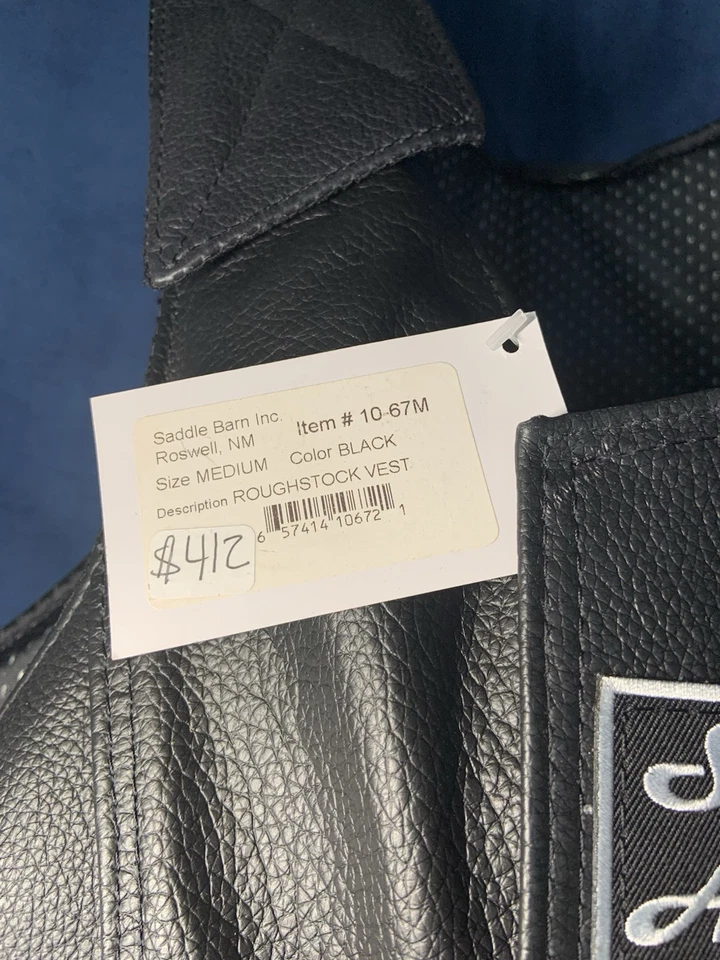 Saddle Barn Inc.
Roswell, NM
Item # 10-67M
Size MEDIUM Color BLACK
Description ROUGHSTOCK VEST
6 57414 10672 1
$412